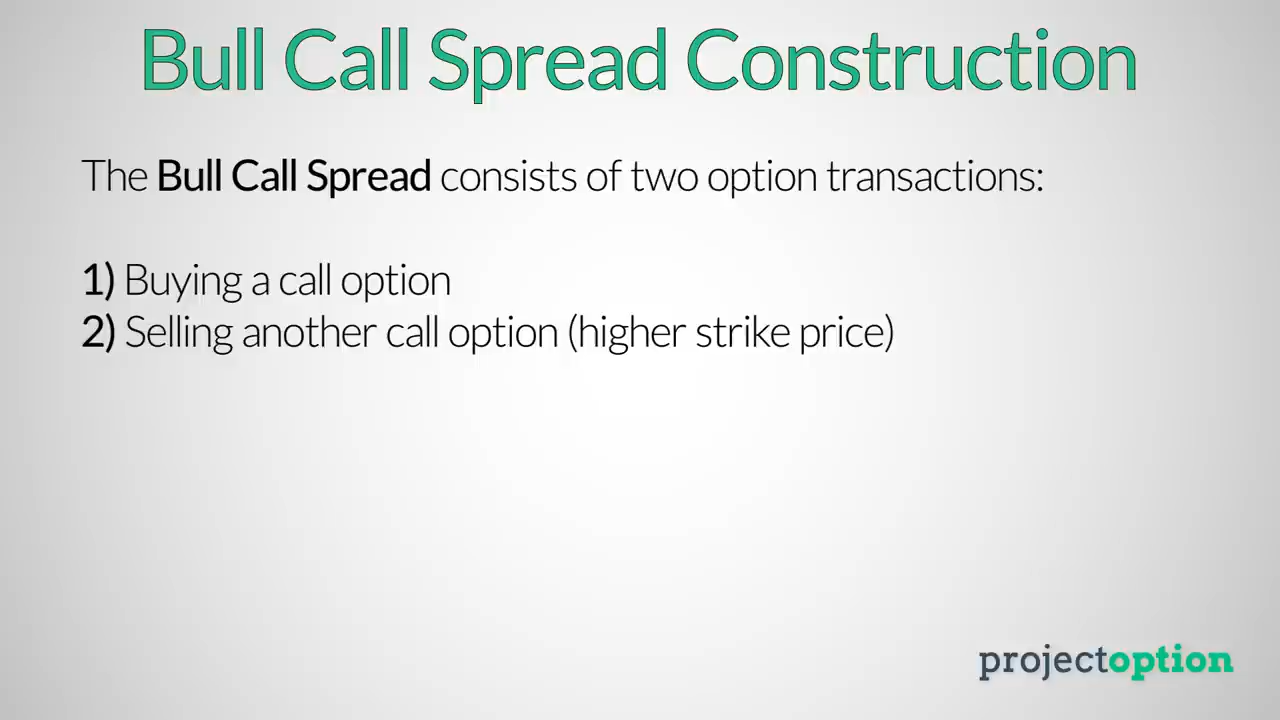 Bull Call Spread Construction
The Bull Call Spread consists of two option transactions:
1) Buying a call option
2) Selling another call option (higher strike price)
projectoption